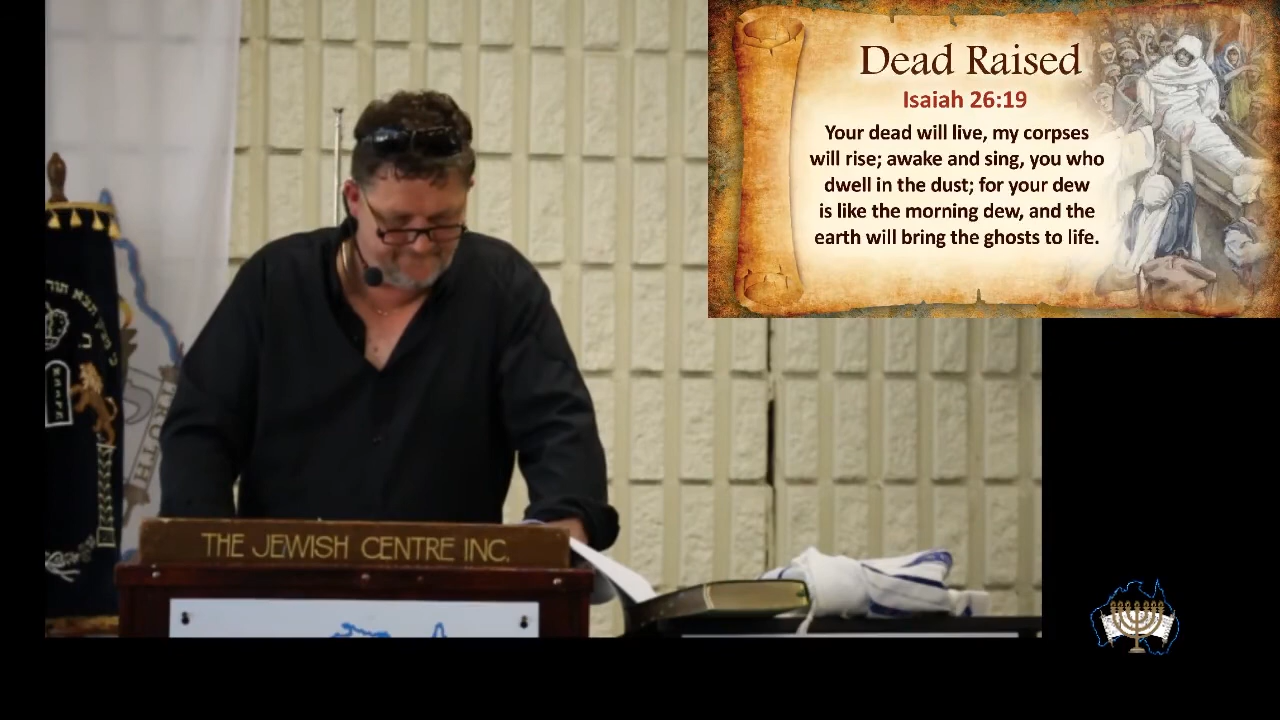 Dead Raised
Isaiah 26:19
Your dead will live, my corpses
will rise; awake and sing, you who
dwell in the dust; for your dew
is like the morning dew, and the
earth will bring the ghosts to life.
THE JEWISH CENTRE INC.
TRUTH